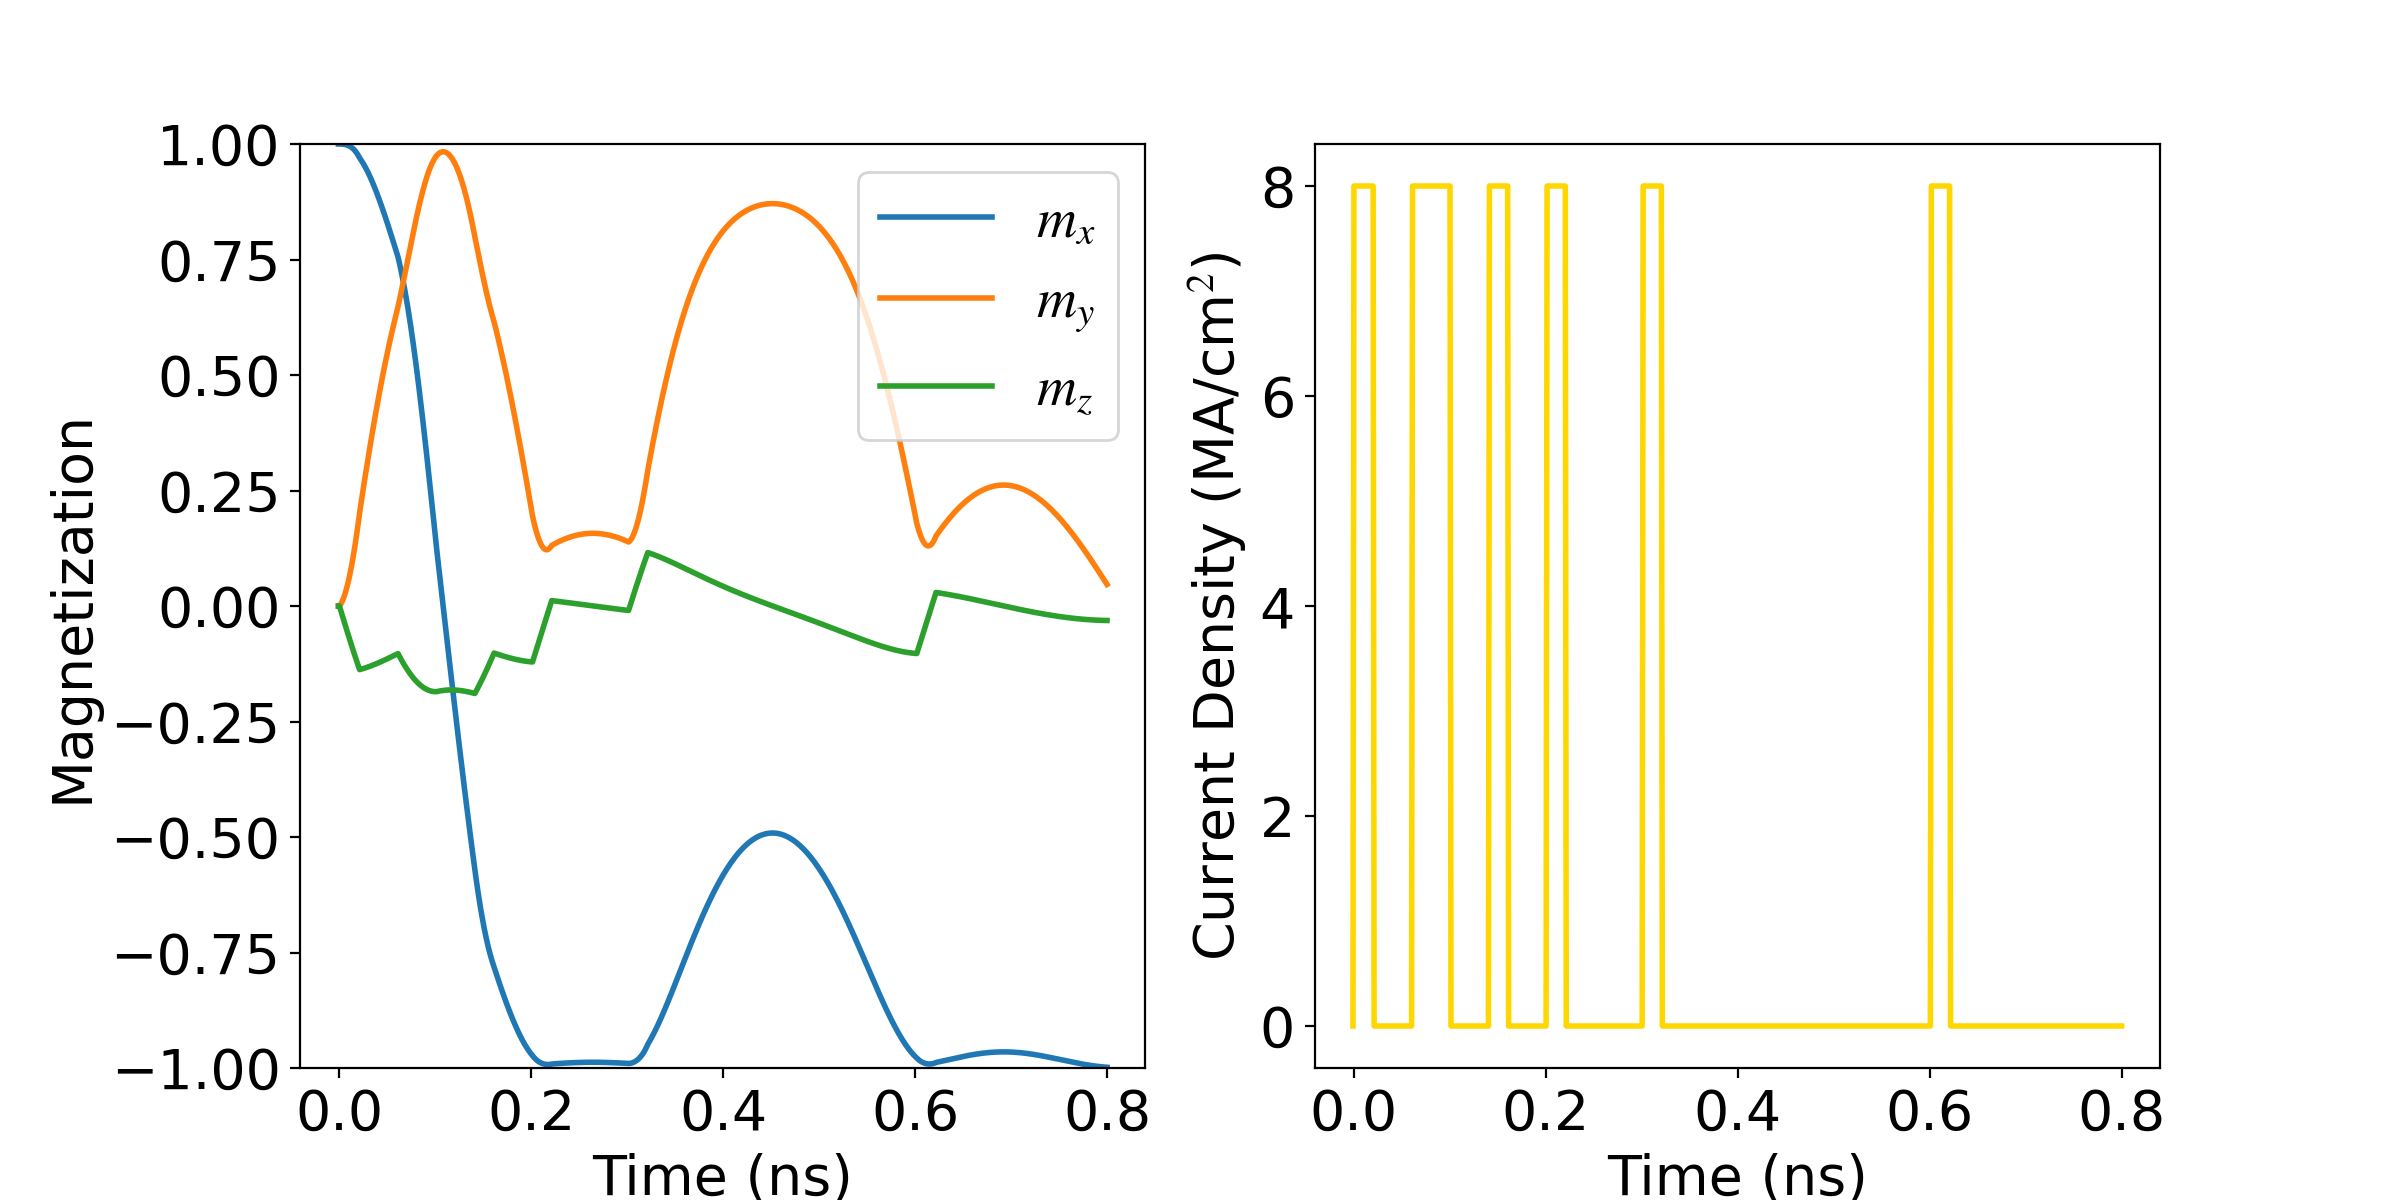 1.00
0.75
0.50
0.25
0.00
−0.25
−0.50
−0.75
−1.00
Magnetization
0.0 0.2 0.4 0.6 0.8
Time (ns)
m_x
m_y
m_z
8
6
4
2
0
Current Density (MA/cm²)
0.0 0.2 0.4 0.6 0.8
Time (ns)